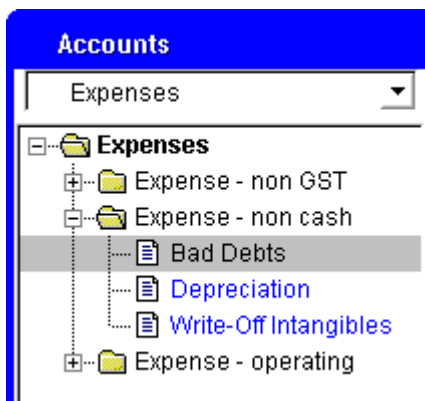 Accounts
Expenses
Expenses
Expense - non GST
Expense - non cash
Bad Debts
Depreciation
Write-Off Intangibles
Expense - operating